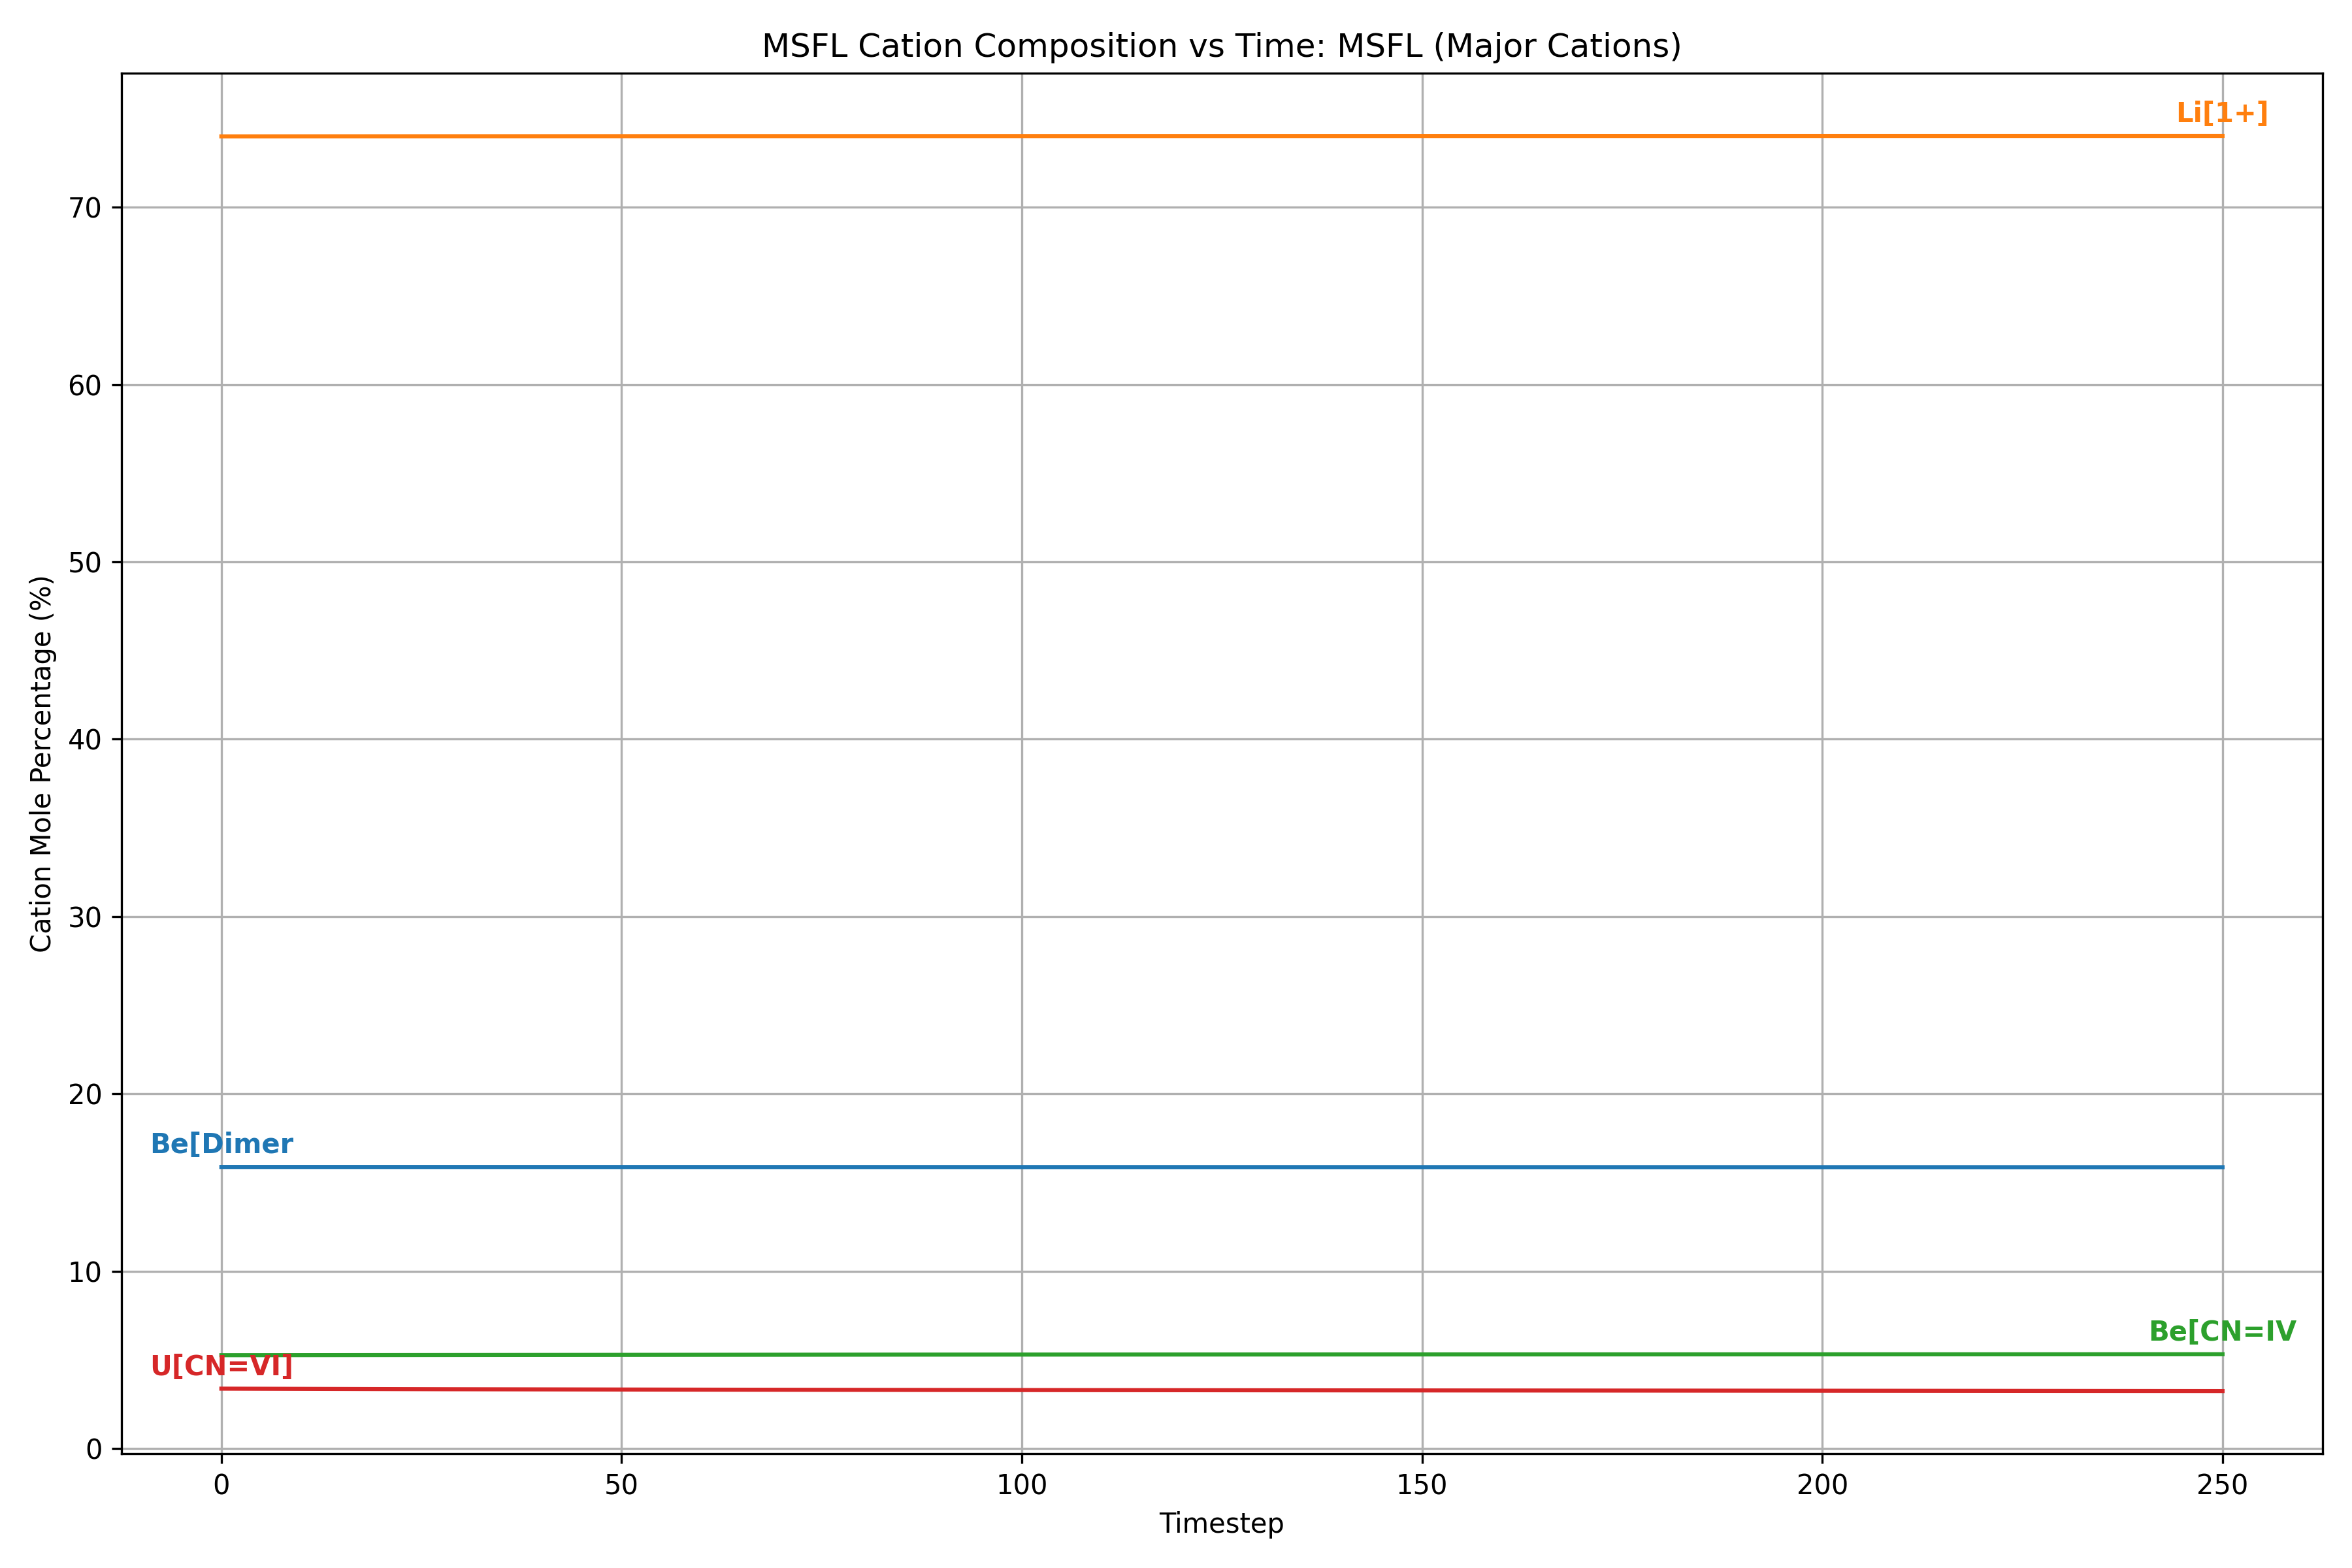 MSFL Cation Composition vs Time: MSFL (Major Cations)
Li[1+]
70
60
50
40
30
20
10
0
Cation Mole Percentage (%)
Be[Dimer
Be[CN=IV
U[CN=VI]
0 50 100 150 200 250
Timestep